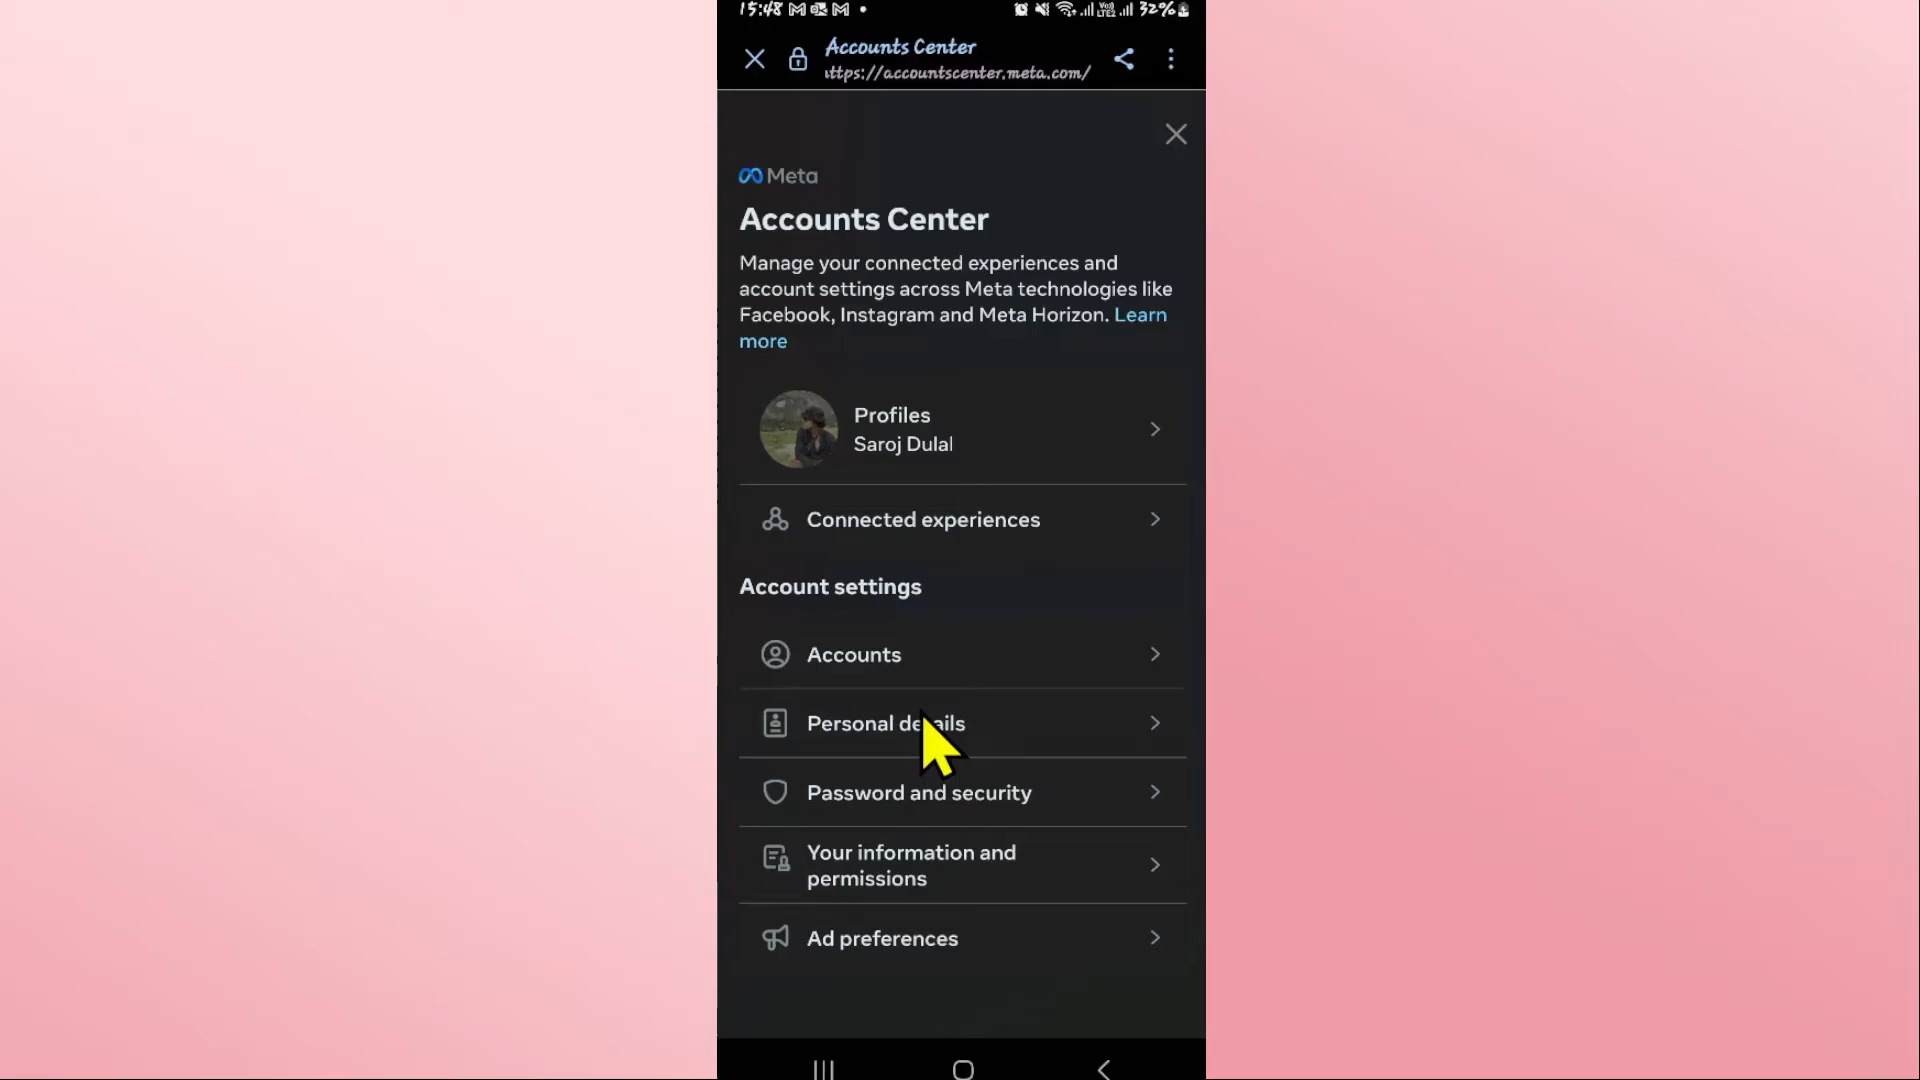 15:48
32%
Accounts Center
ttps://accountscenter.meta.com/
Meta
Accounts Center
Manage your connected experiences and
account settings across Meta technologies like
Facebook, Instagram and Meta Horizon. Learn
more
Profiles
Saroj Dulal
Connected experiences
Account settings
Accounts
Personal details
Password and security
Your information and
permissions
Ad preferences